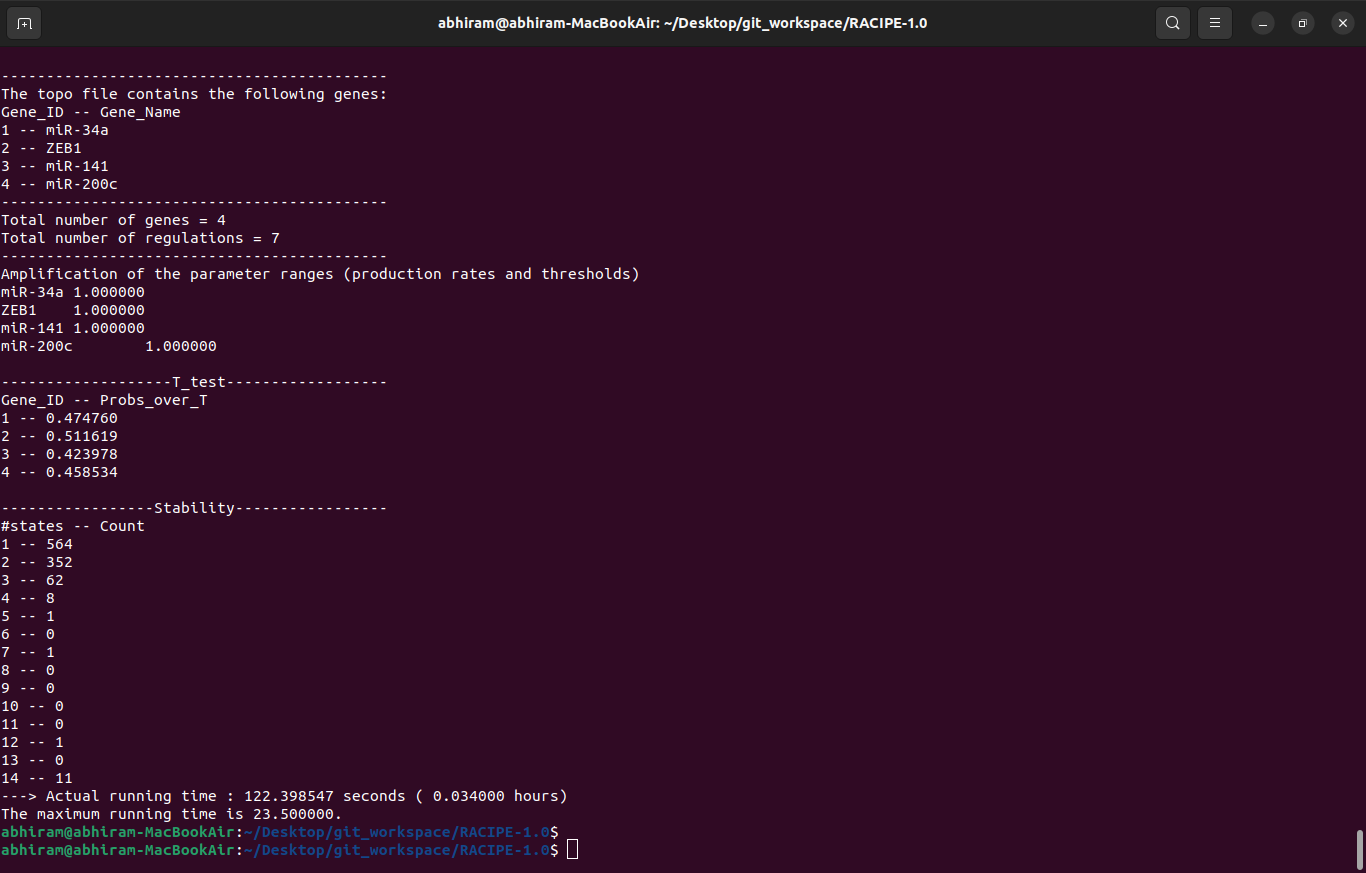 abhiram@abhiram-MacBookAir: ~/Desktop/git_workspace/RACIPE-1.0
-------------------------------------------
The topo file contains the following genes:
Gene_ID -- Gene_Name
1 -- miR-34a
2 -- ZEB1
3 -- miR-141
4 -- miR-200c
-------------------------------------------
Total number of genes = 4
Total number of regulations = 7
-------------------------------------------
Amplification of the parameter ranges (production rates and thresholds)
miR-34a 1.000000
ZEB1    1.000000
miR-141 1.000000
miR-200c        1.000000
-------------------T_test------------------
Gene_ID -- Probs_over_T
1 -- 0.474760
2 -- 0.511619
3 -- 0.423978
4 -- 0.458534
-----------------Stability-----------------
#states -- Count
1 -- 564
2 -- 352
3 -- 62
4 -- 8
5 -- 1
6 -- 0
7 -- 1
8 -- 0
9 -- 0
10 -- 0
11 -- 0
12 -- 1
13 -- 0
14 -- 11
---> Actual running time : 122.398547 seconds ( 0.034000 hours)
The maximum running time is 23.500000.
abhiram@abhiram-MacBookAir:~/Desktop/git_workspace/RACIPE-1.0$
abhiram@abhiram-MacBookAir:~/Desktop/git_workspace/RACIPE-1.0$